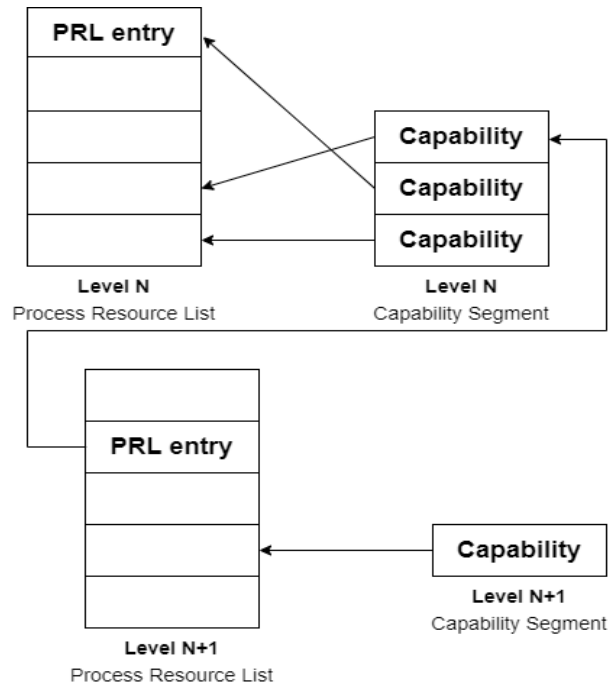 PRL entry
Capability
Capability
Capability
Level N
Process Resource List
Level N
Capability Segment
PRL entry
Capability
Level N+1
Capability Segment
Level N+1
Process Resource List